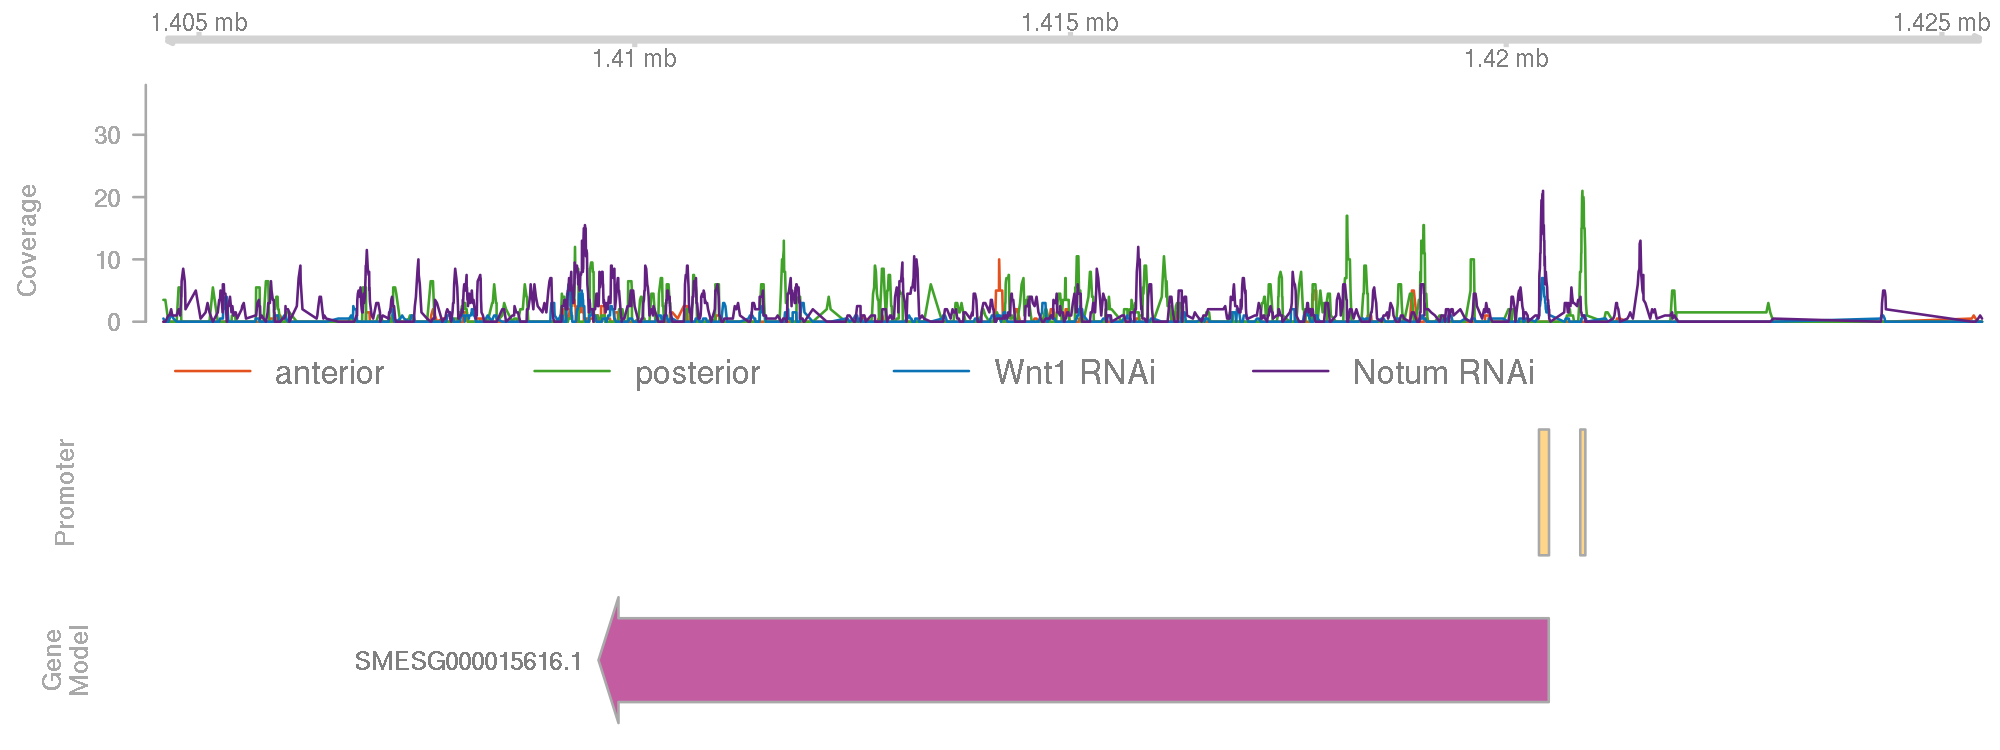 1.405 mb 1.415 mb 1.425 mb
1.41 mb 1.42 mb
Coverage
30
20
10
0
anterior posterior Wnt1 RNAi Notum RNAi
Promoter
Gene
Model
SMESG000015616.1